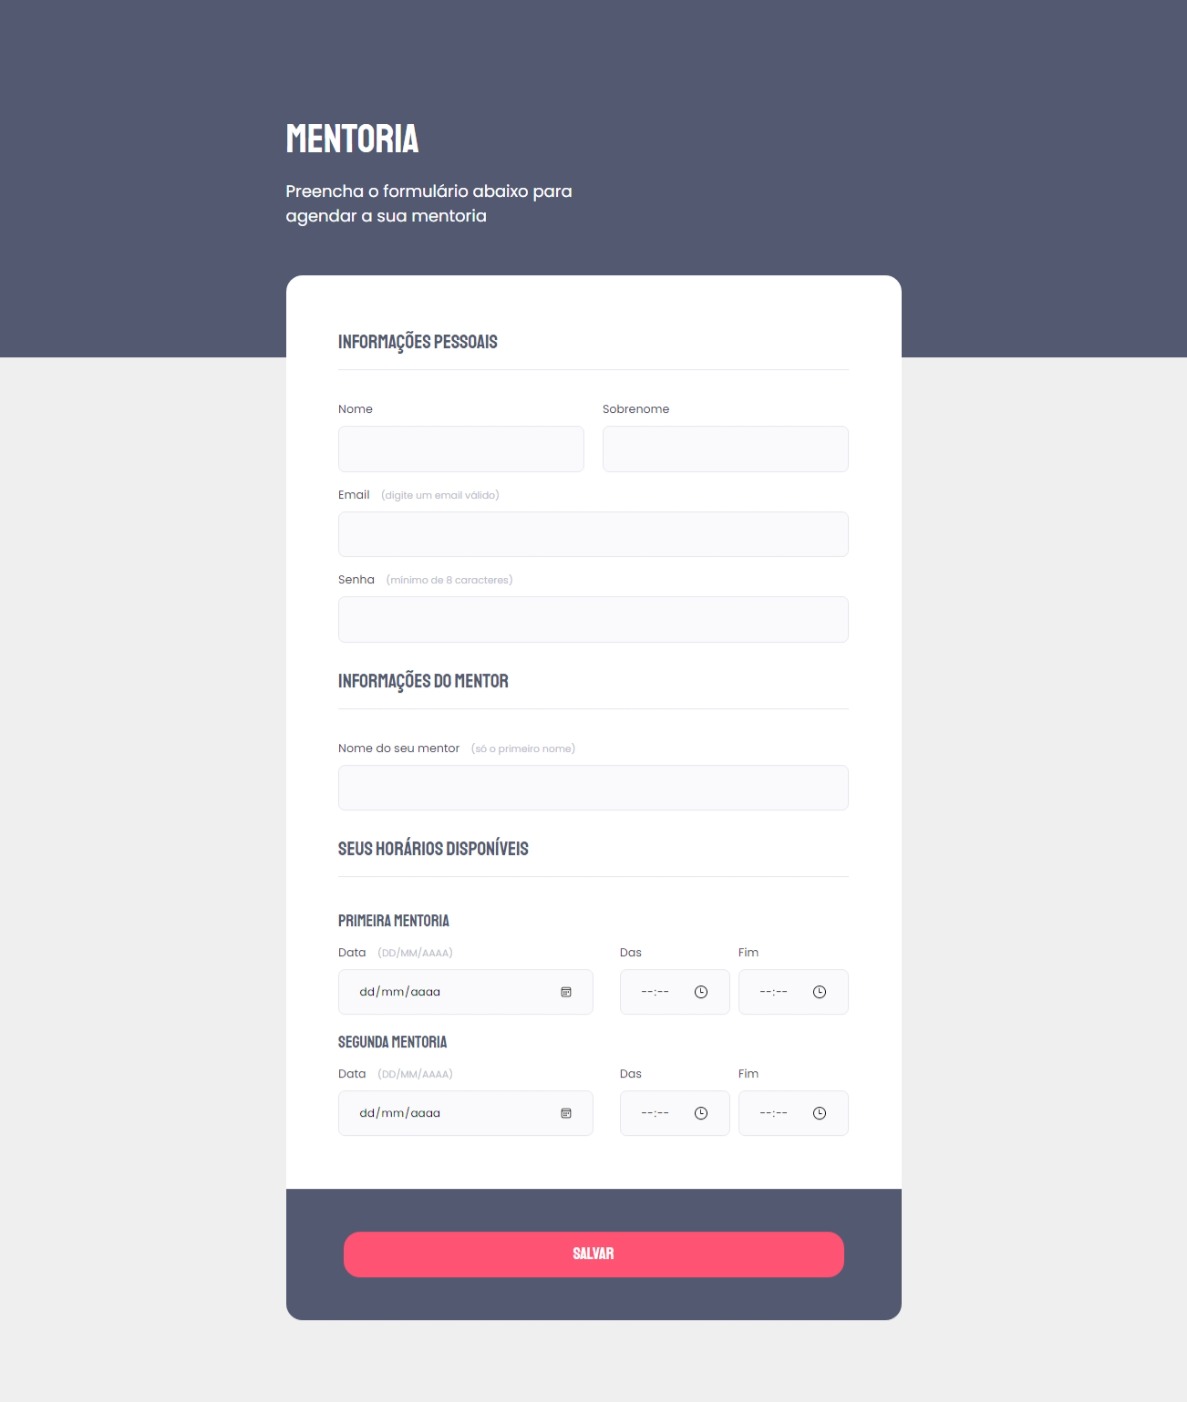 MENTORIA
Preencha o formulário abaixo para
agendar a sua mentoria
INFORMAÇÕES PESSOAIS
Nome Sobrenome
Email (digite um email válido)
Senha (mínimo de 8 caracteres)
INFORMAÇÕES DO MENTOR
Nome do seu mentor (só o primeiro nome)
SEUS HORÁRIOS DISPONÍVEIS
PRIMEIRA MENTORIA
Data (DD/MM/AAAA) Das Fim
dd/mm/aaaa --:-- --:--
SEGUNDA MENTORIA
Data (DD/MM/AAAA) Das Fim
dd/mm/aaaa --:-- --:--
SALVAR